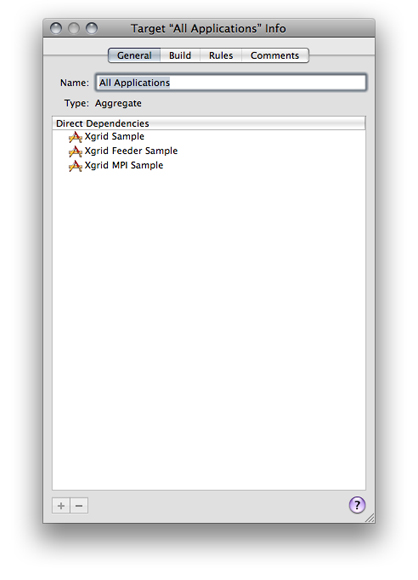 Target “All Applications” Info
General Build Rules Comments
Name: All Applications
Type: Aggregate
Direct Dependencies
Xgrid Sample
Xgrid Feeder Sample
Xgrid MPI Sample
+ − ?